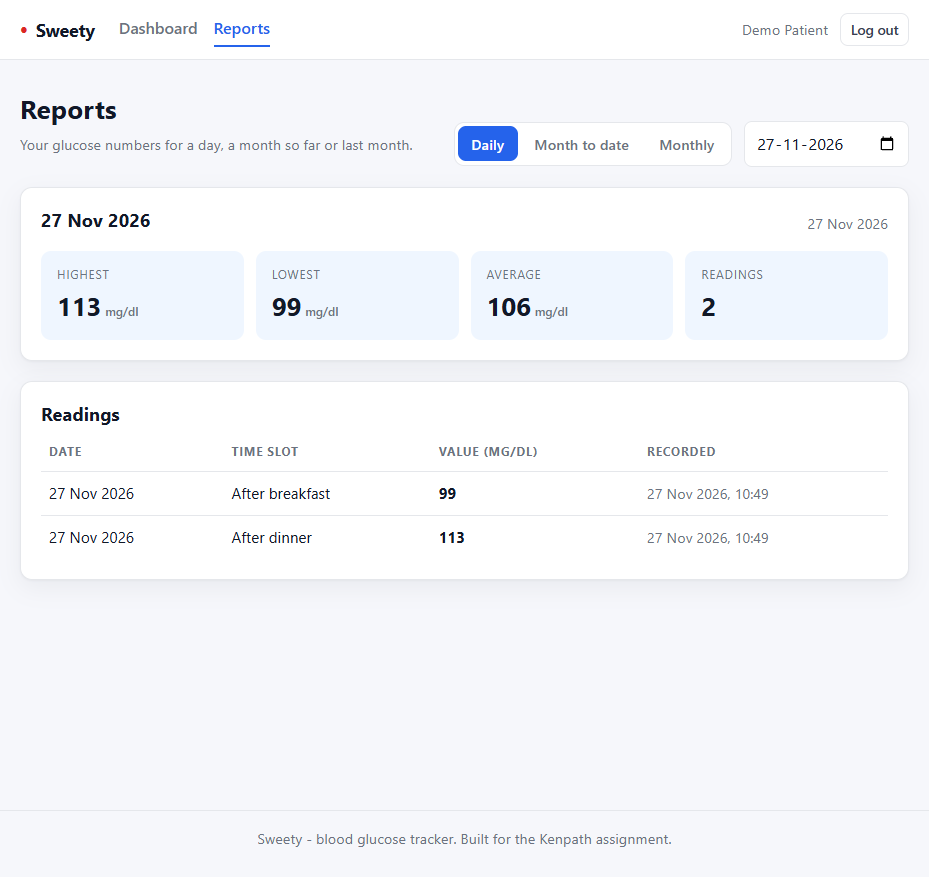 Sweety Dashboard Reports Demo Patient Log out
Reports
Your glucose numbers for a day, a month so far or last month.
Daily Month to date Monthly 27-11-2026
27 Nov 2026 27 Nov 2026
HIGHEST LOWEST AVERAGE READINGS
113 mg/dl 99 mg/dl 106 mg/dl 2
Readings
DATE TIME SLOT VALUE (MG/DL) RECORDED
27 Nov 2026 After breakfast 99 27 Nov 2026, 10:49
27 Nov 2026 After dinner 113 27 Nov 2026, 10:49
Sweety - blood glucose tracker. Built for the Kenpath assignment.